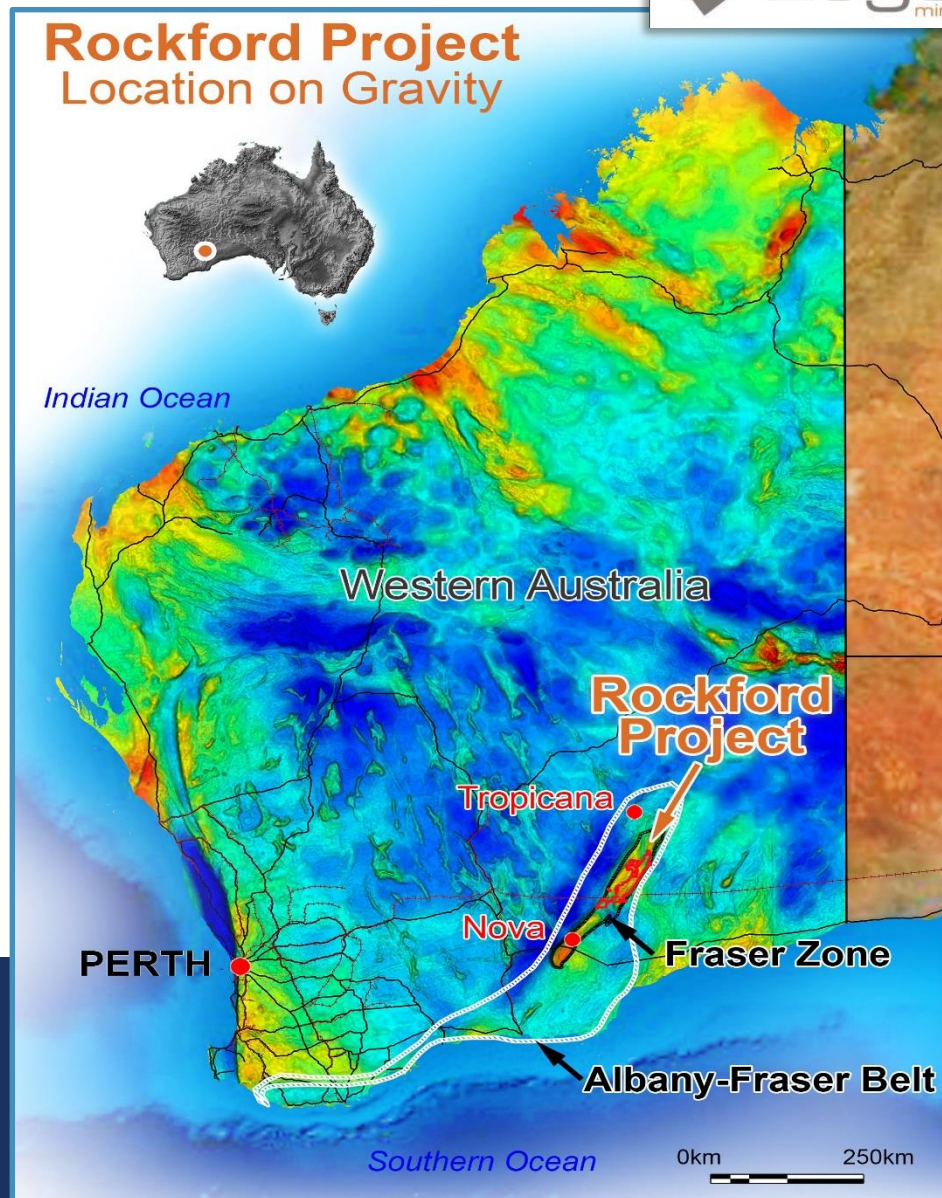 Rockford Project
Location on Gravity
Indian Ocean
Western Australia
Rockford
Project
Tropicana
Nova
PERTH
Fraser Zone
Albany-Fraser Belt
Southern Ocean
0km 250km